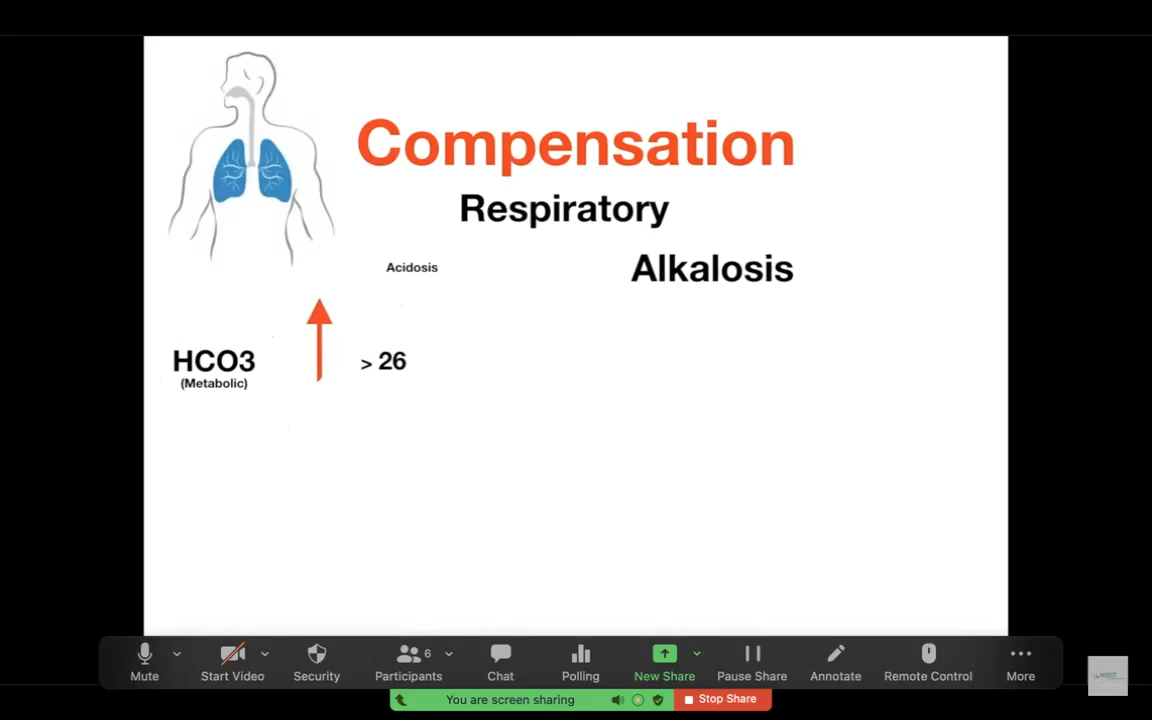 Compensation
Respiratory
Acidosis
Alkalosis
HCO3
> 26
(Metabolic)
Mute
Start Video
Security
6
Participants
Chat
Polling
New Share
Pause Share
Annotate
Remote Control
More
You are screen sharing
Stop Share